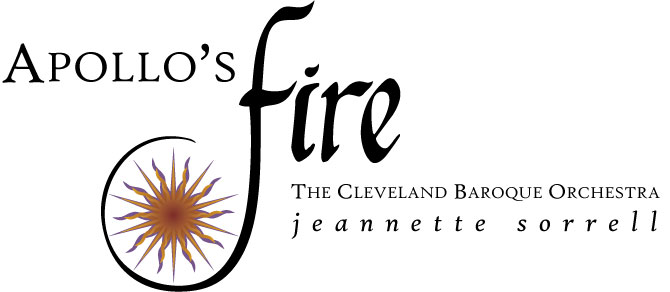 APOLLO'S
fire
THE CLEVELAND BAROQUE ORCHESTRA
jeannette sorrell